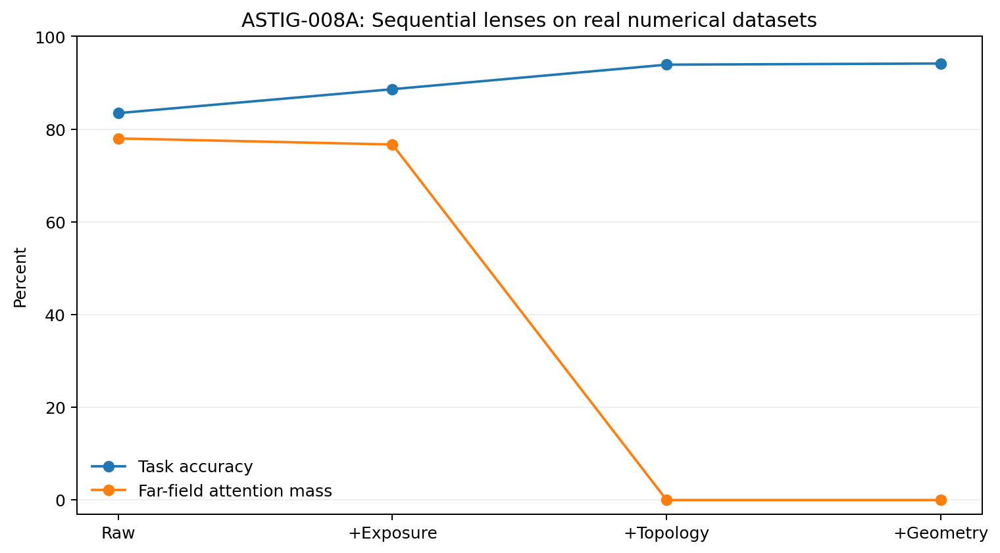 ASTIG-008A: Sequential lenses on real numerical datasets
100
80
60
40
20
0
Percent
Task accuracy
Far-field attention mass
Raw
+Exposure
+Topology
+Geometry